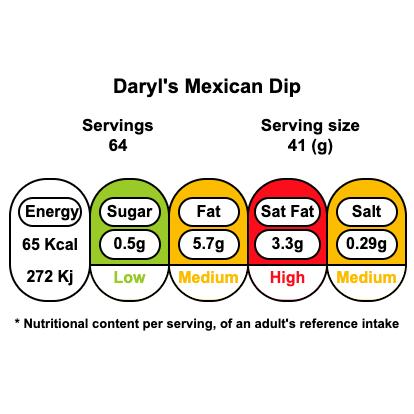 Daryl's Mexican Dip
Servings Serving size
64 41 (g)
Energy Sugar Fat Sat Fat Salt
65 Kcal 0.5g 5.7g 3.3g 0.29g
272 Kj Low Medium High Medium
* Nutritional content per serving, of an adult's reference intake